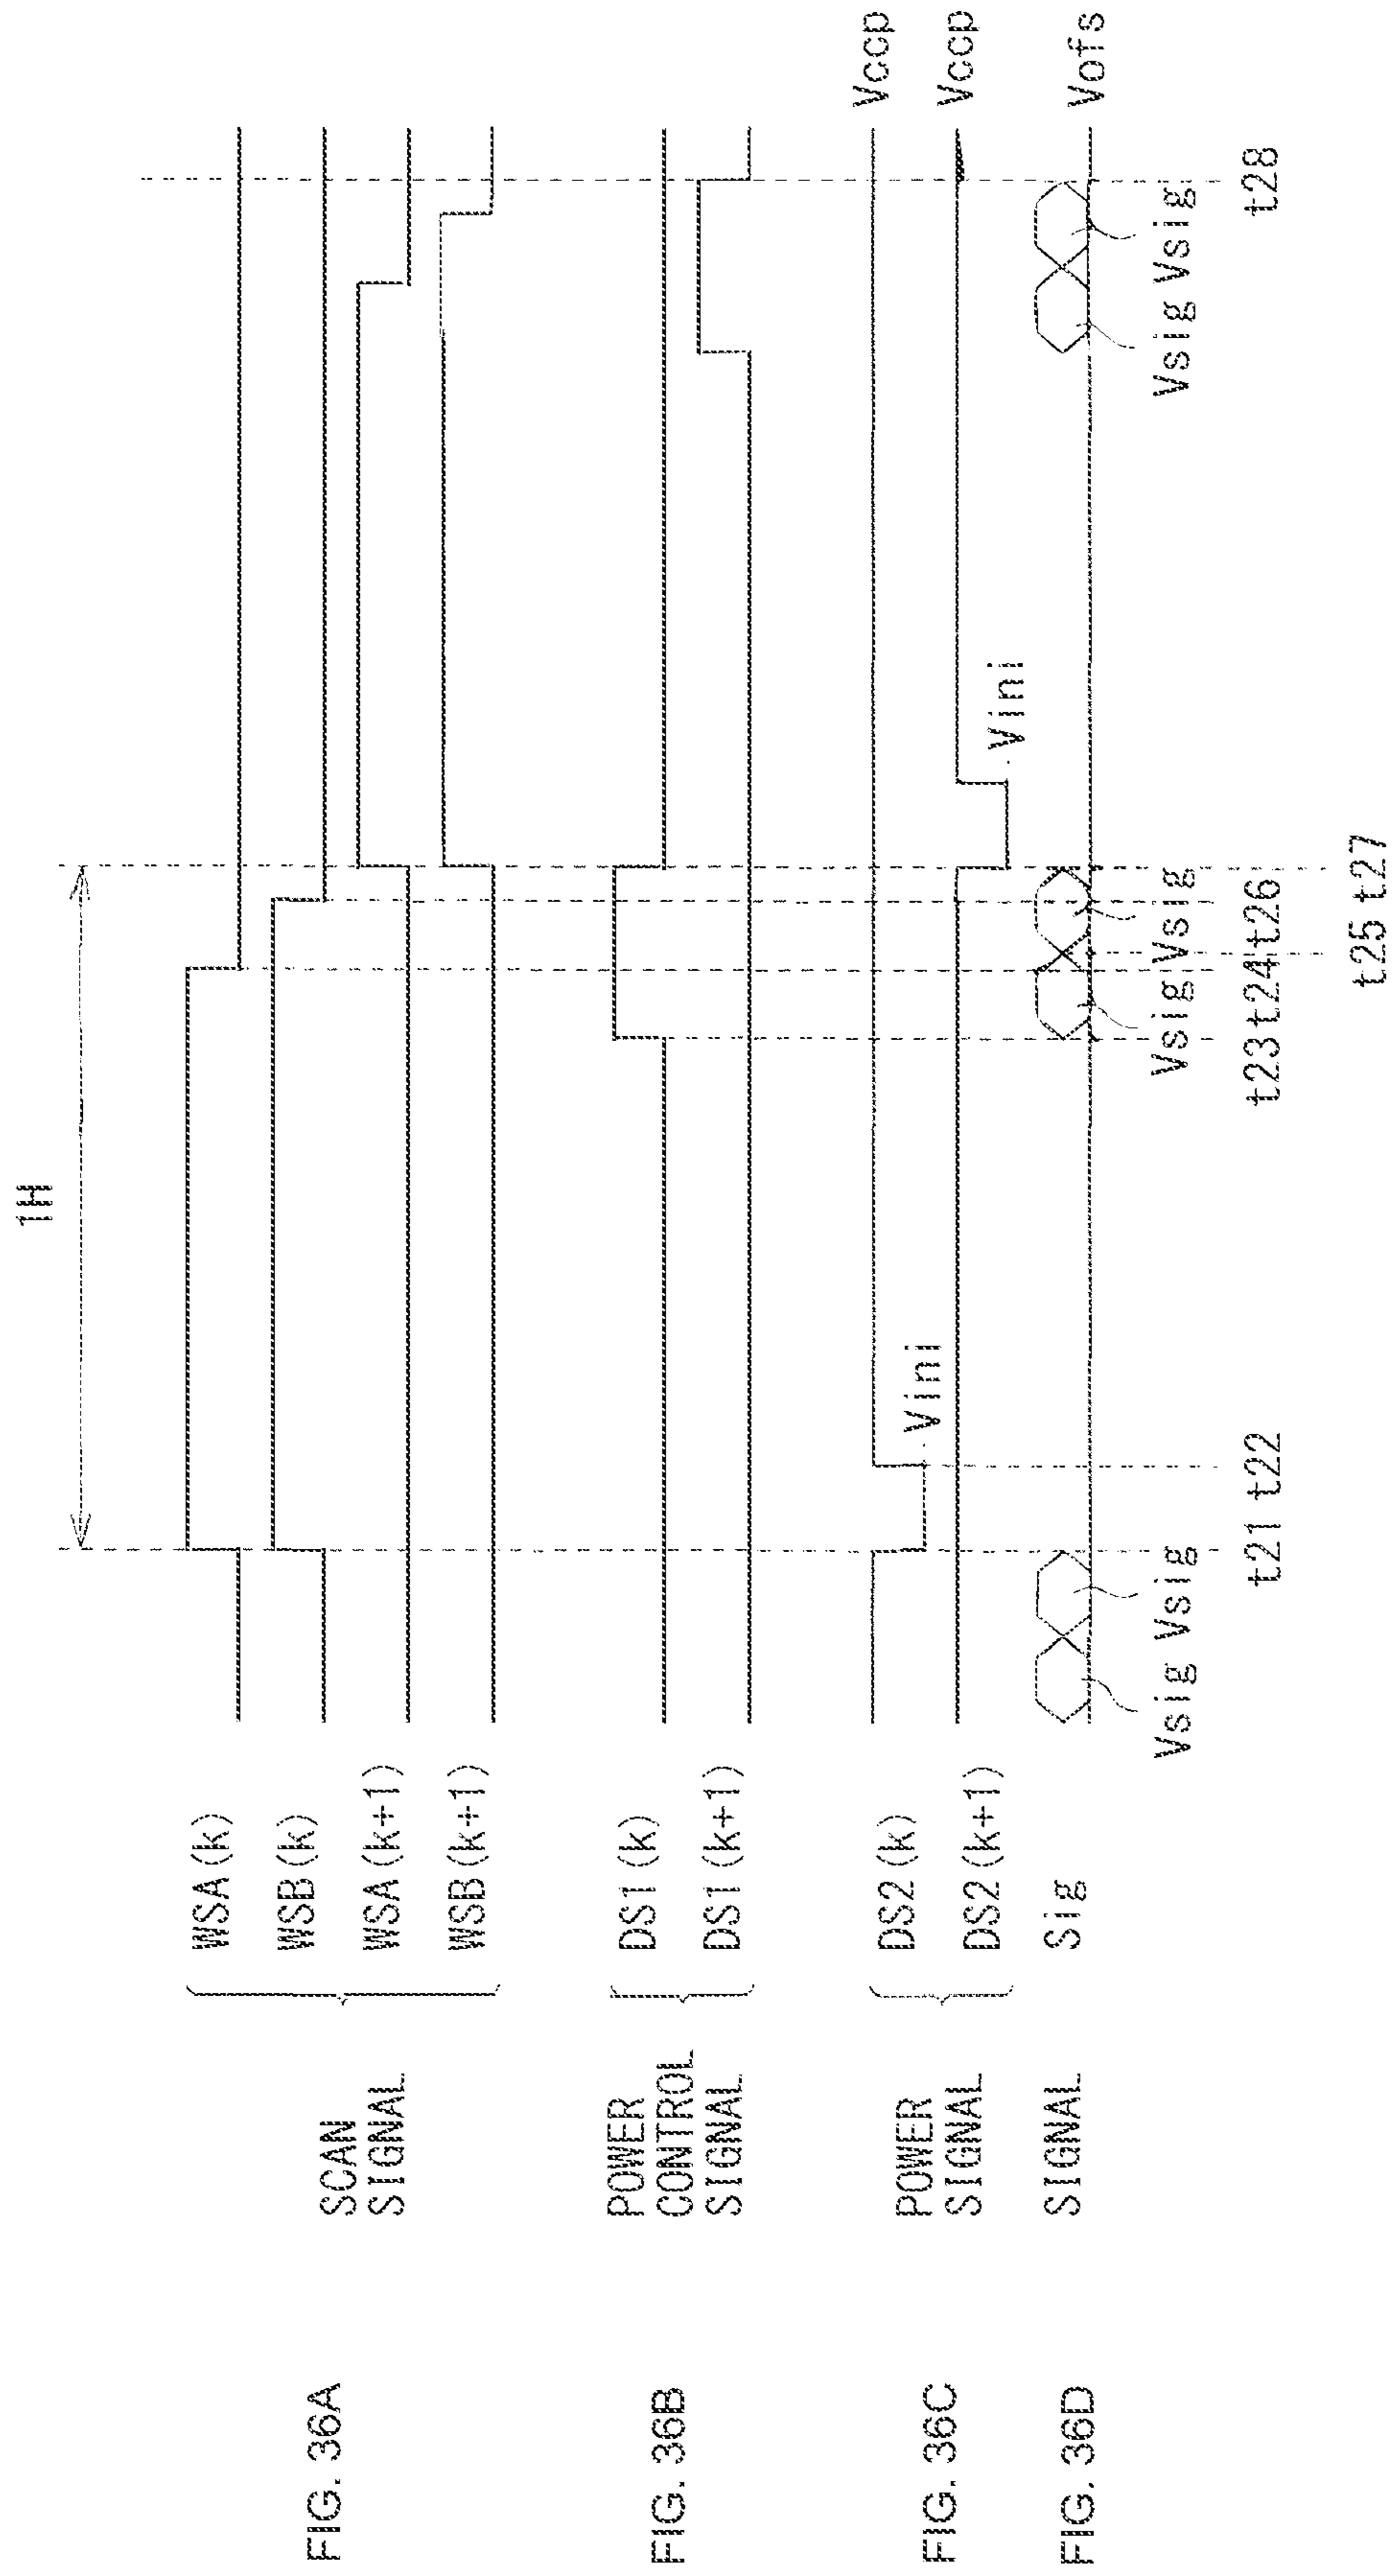 1H
FIG. 36A
SCAN
SIGNAL
WSA(k)
WSB(k)
WSA(k+1)
WSB(k+1)
FIG. 36B
POWER
CONTROL
SIGNAL
DS1(k)
DS1(k+1)
FIG. 36C
POWER
SIGNAL
DS2(k)
Vini
Vccp
DS2(k+1)
Vini
Vccp
FIG. 36D
SIGNAL
Sig
Vofs
Vsig Vsig
Vsig Vsig
Vsig Vsig
t21 t22
t23 t24 t26
t28
t25 t27